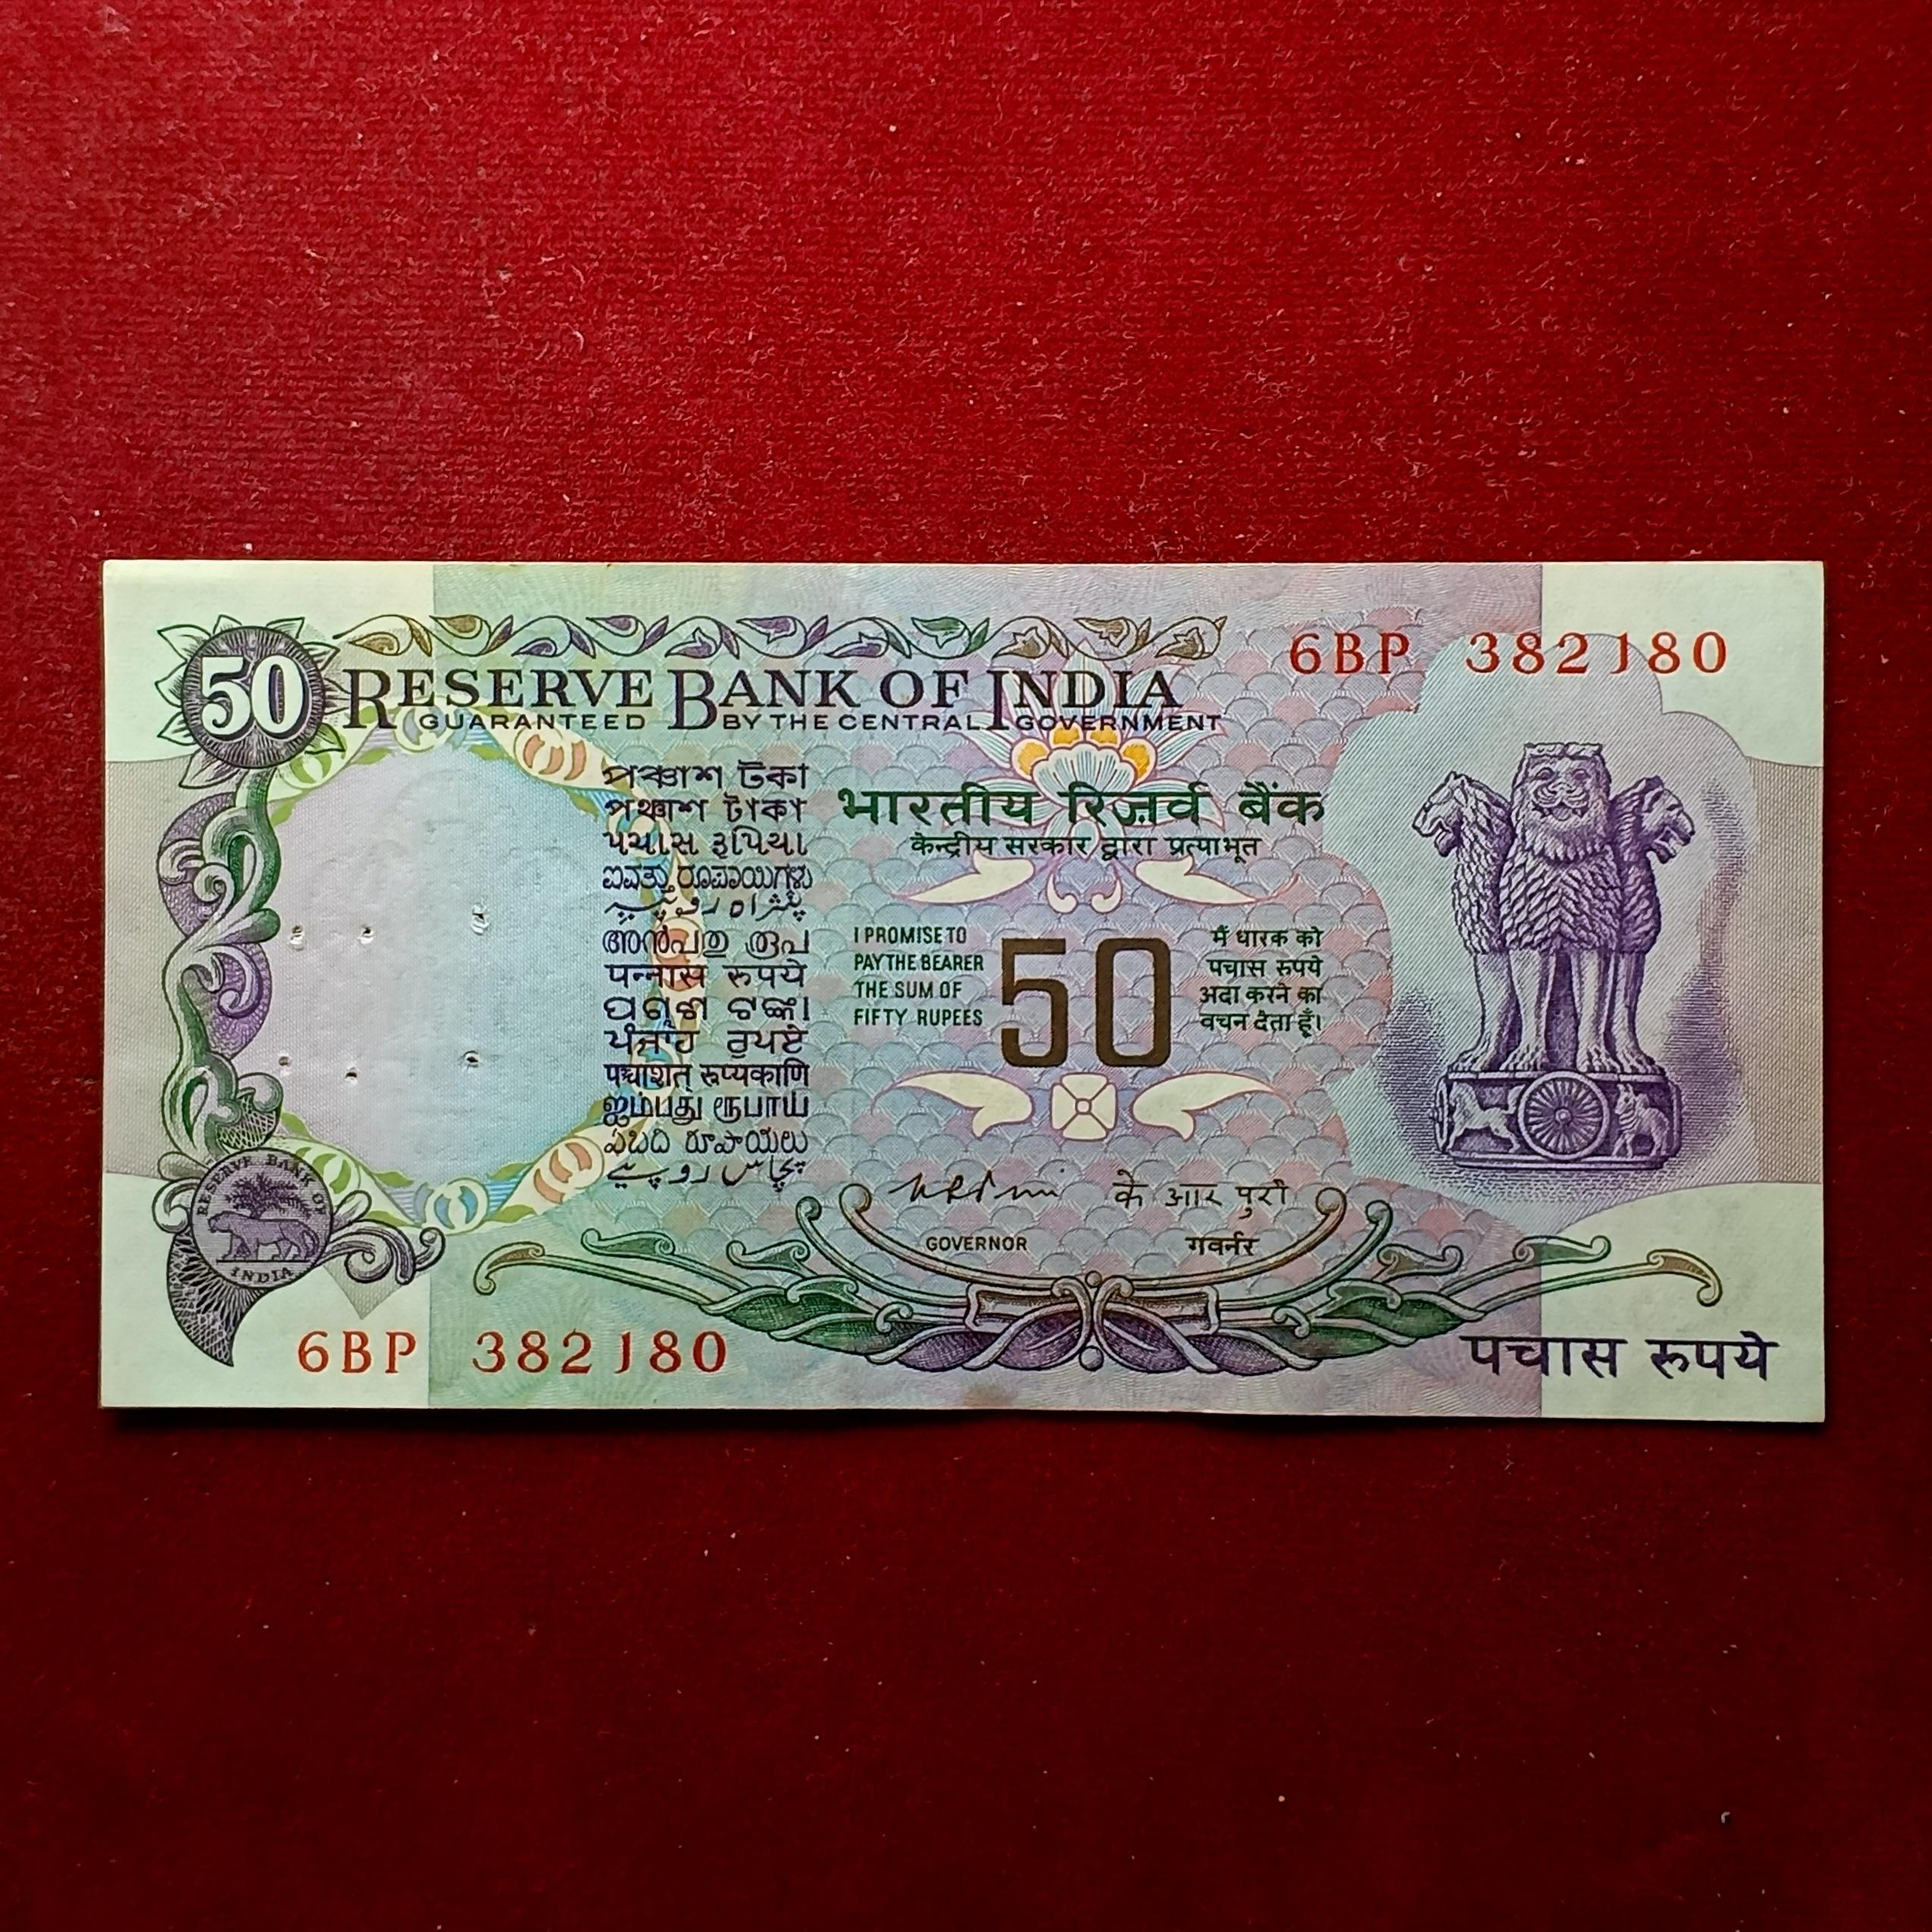 50
RESERVE BANK OF INDIA
GUARANTEED BY THE CENTRAL GOVERNMENT
6BP 382180
পঞ্চাশ টকা
পঞ্চাশ টাকা
પચાસ રૂપિયા
ಐವತ್ತು ರೂಪಾಯಿಗಳು
പത്തു രൂപ
पन्नास रुपये
ପଚାଶ ଟଙ୍କା
ਪੰਜਾਹ ਰੁਪਏ
पञ्चाशत् रूप्यकाणि
ஐம்பது ரூபாய்
ఏబది రూపాయలు
پچاس روپیے
भारतीय रिज़र्व बैंक
केन्द्रीय सरकार द्वारा प्रत्याभूत
I PROMISE TO
PAY THE BEARER
THE SUM OF
FIFTY RUPEES
50
मैं धारक को
पचास रुपये
अदा करने का
वचन देता हूँ।
के आर पुरी
GOVERNOR
गवर्नर
RESERVE BANK OF
INDIA
6BP 382180
पचास रुपये